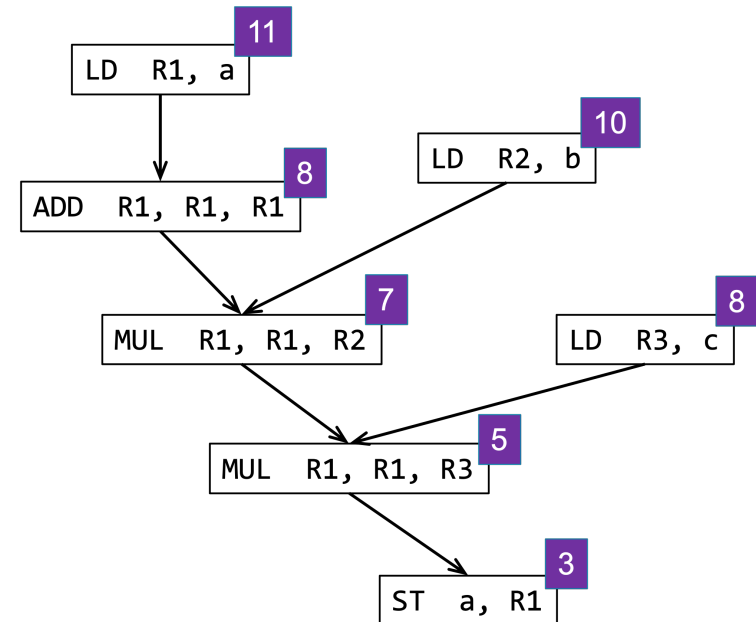 11
LD R1, a
10
LD R2, b
8
ADD R1, R1, R1
7
MUL R1, R1, R2
8
LD R3, c
5
MUL R1, R1, R3
3
ST a, R1